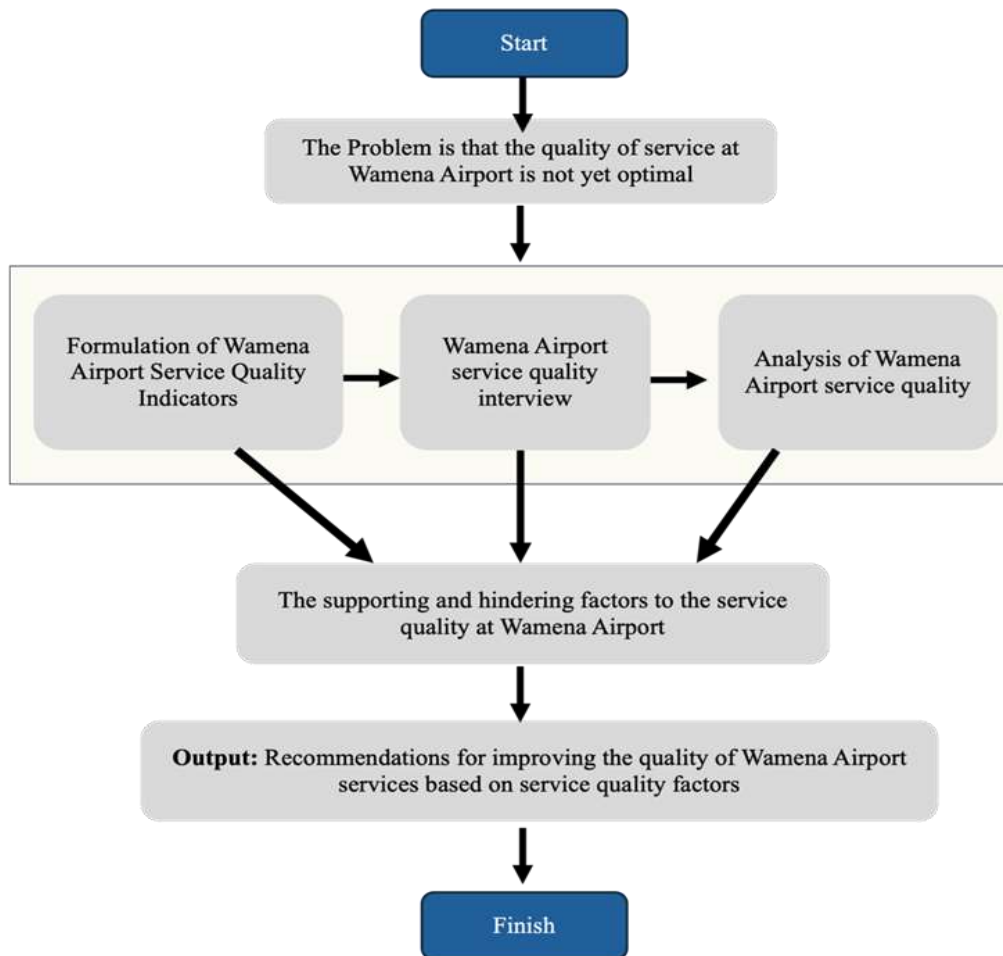 Start
The Problem is that the quality of service at
Wamena Airport is not yet optimal
Formulation of Wamena
Airport Service Quality
Indicators
Wamena Airport
service quality
interview
Analysis of Wamena
Airport service quality
The supporting and hindering factors to the service
quality at Wamena Airport
Output: Recommendations for improving the quality of Wamena Airport
services based on service quality factors
Finish